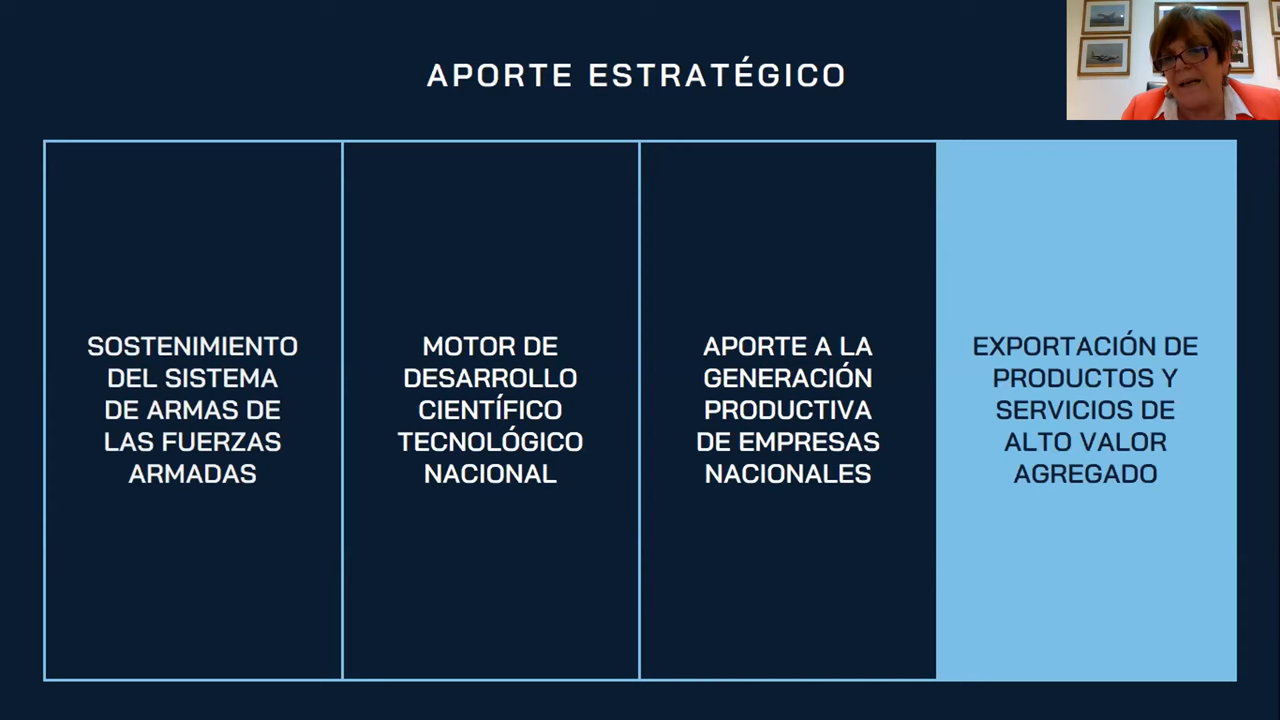 APORTE ESTRATÉGICO
SOSTENIMIENTO
DEL SISTEMA
DE ARMAS DE
LAS FUERZAS
ARMADAS
MOTOR DE
DESARROLLO
CIENTÍFICO
TECNOLÓGICO
NACIONAL
APORTE A LA
GENERACIÓN
PRODUCTIVA
DE EMPRESAS
NACIONALES
EXPORTACIÓN DE
PRODUCTOS Y
SERVICIOS DE
ALTO VALOR
AGREGADO